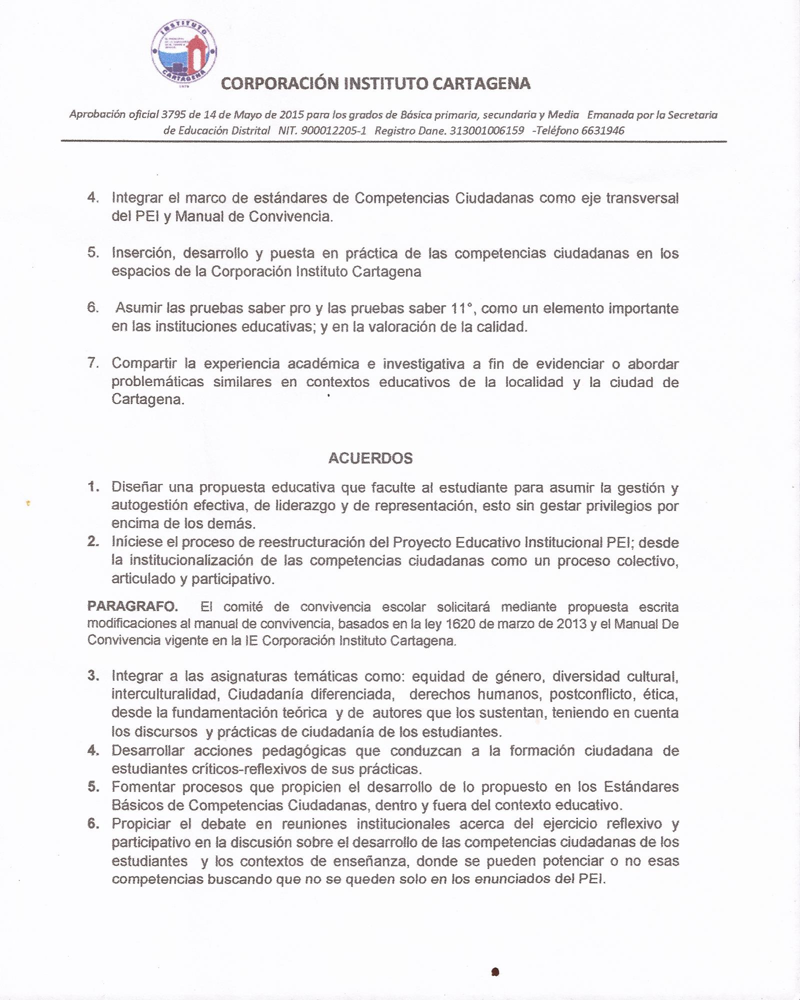 INSTITUTO
CARTAGENA
CORPORACIÓN INSTITUTO CARTAGENA
Aprobación oficial 3795 de 14 de Mayo de 2015 para los grados de Básica primaria, secundaria y Media Emanada por la Secretaria
de Educación Distrital NIT. 900012205-1 Registro Dane. 313001006159 -Teléfono 6631946
4. Integrar el marco de estándares de Competencias Ciudadanas como eje transversal
del PEI y Manual de Convivencia.
5. Inserción, desarrollo y puesta en práctica de las competencias ciudadanas en los
espacios de la Corporación Instituto Cartagena
6. Asumir las pruebas saber pro y las pruebas saber 11°, como un elemento importante
en las instituciones educativas; y en la valoración de la calidad.
7. Compartir la experiencia académica e investigativa a fin de evidenciar o abordar
problemáticas similares en contextos educativos de la localidad y la ciudad de
Cartagena.
ACUERDOS
1. Diseñar una propuesta educativa que faculte al estudiante para asumir la gestión y
autogestión efectiva, de liderazgo y de representación, esto sin gestar privilegios por
encima de los demás.
2. Iníciese el proceso de reestructuración del Proyecto Educativo Institucional PEI; desde
la institucionalización de las competencias ciudadanas como un proceso colectivo,
articulado y participativo.
PARAGRAFO. El comité de convivencia escolar solicitará mediante propuesta escrita
modificaciones al manual de convivencia, basados en la ley 1620 de marzo de 2013 y el Manual De
Convivencia vigente en la IE Corporación Instituto Cartagena.
3. Integrar a las asignaturas temáticas como: equidad de género, diversidad cultural,
interculturalidad, Ciudadanía diferenciada, derechos humanos, postconflicto, ética,
desde la fundamentación teórica y de autores que los sustentan, teniendo en cuenta
los discursos y prácticas de ciudadanía de los estudiantes.
4. Desarrollar acciones pedagógicas que conduzcan a la formación ciudadana de
estudiantes críticos-reflexivos de sus prácticas.
5. Fomentar procesos que propicien el desarrollo de lo propuesto en los Estándares
Básicos de Competencias Ciudadanas, dentro y fuera del contexto educativo.
6. Propiciar el debate en reuniones institucionales acerca del ejercicio reflexivo y
participativo en la discusión sobre el desarrollo de las competencias ciudadanas de los
estudiantes y los contextos de enseñanza, donde se pueden potenciar o no esas
competencias buscando que no se queden solo en los enunciados del PEI.